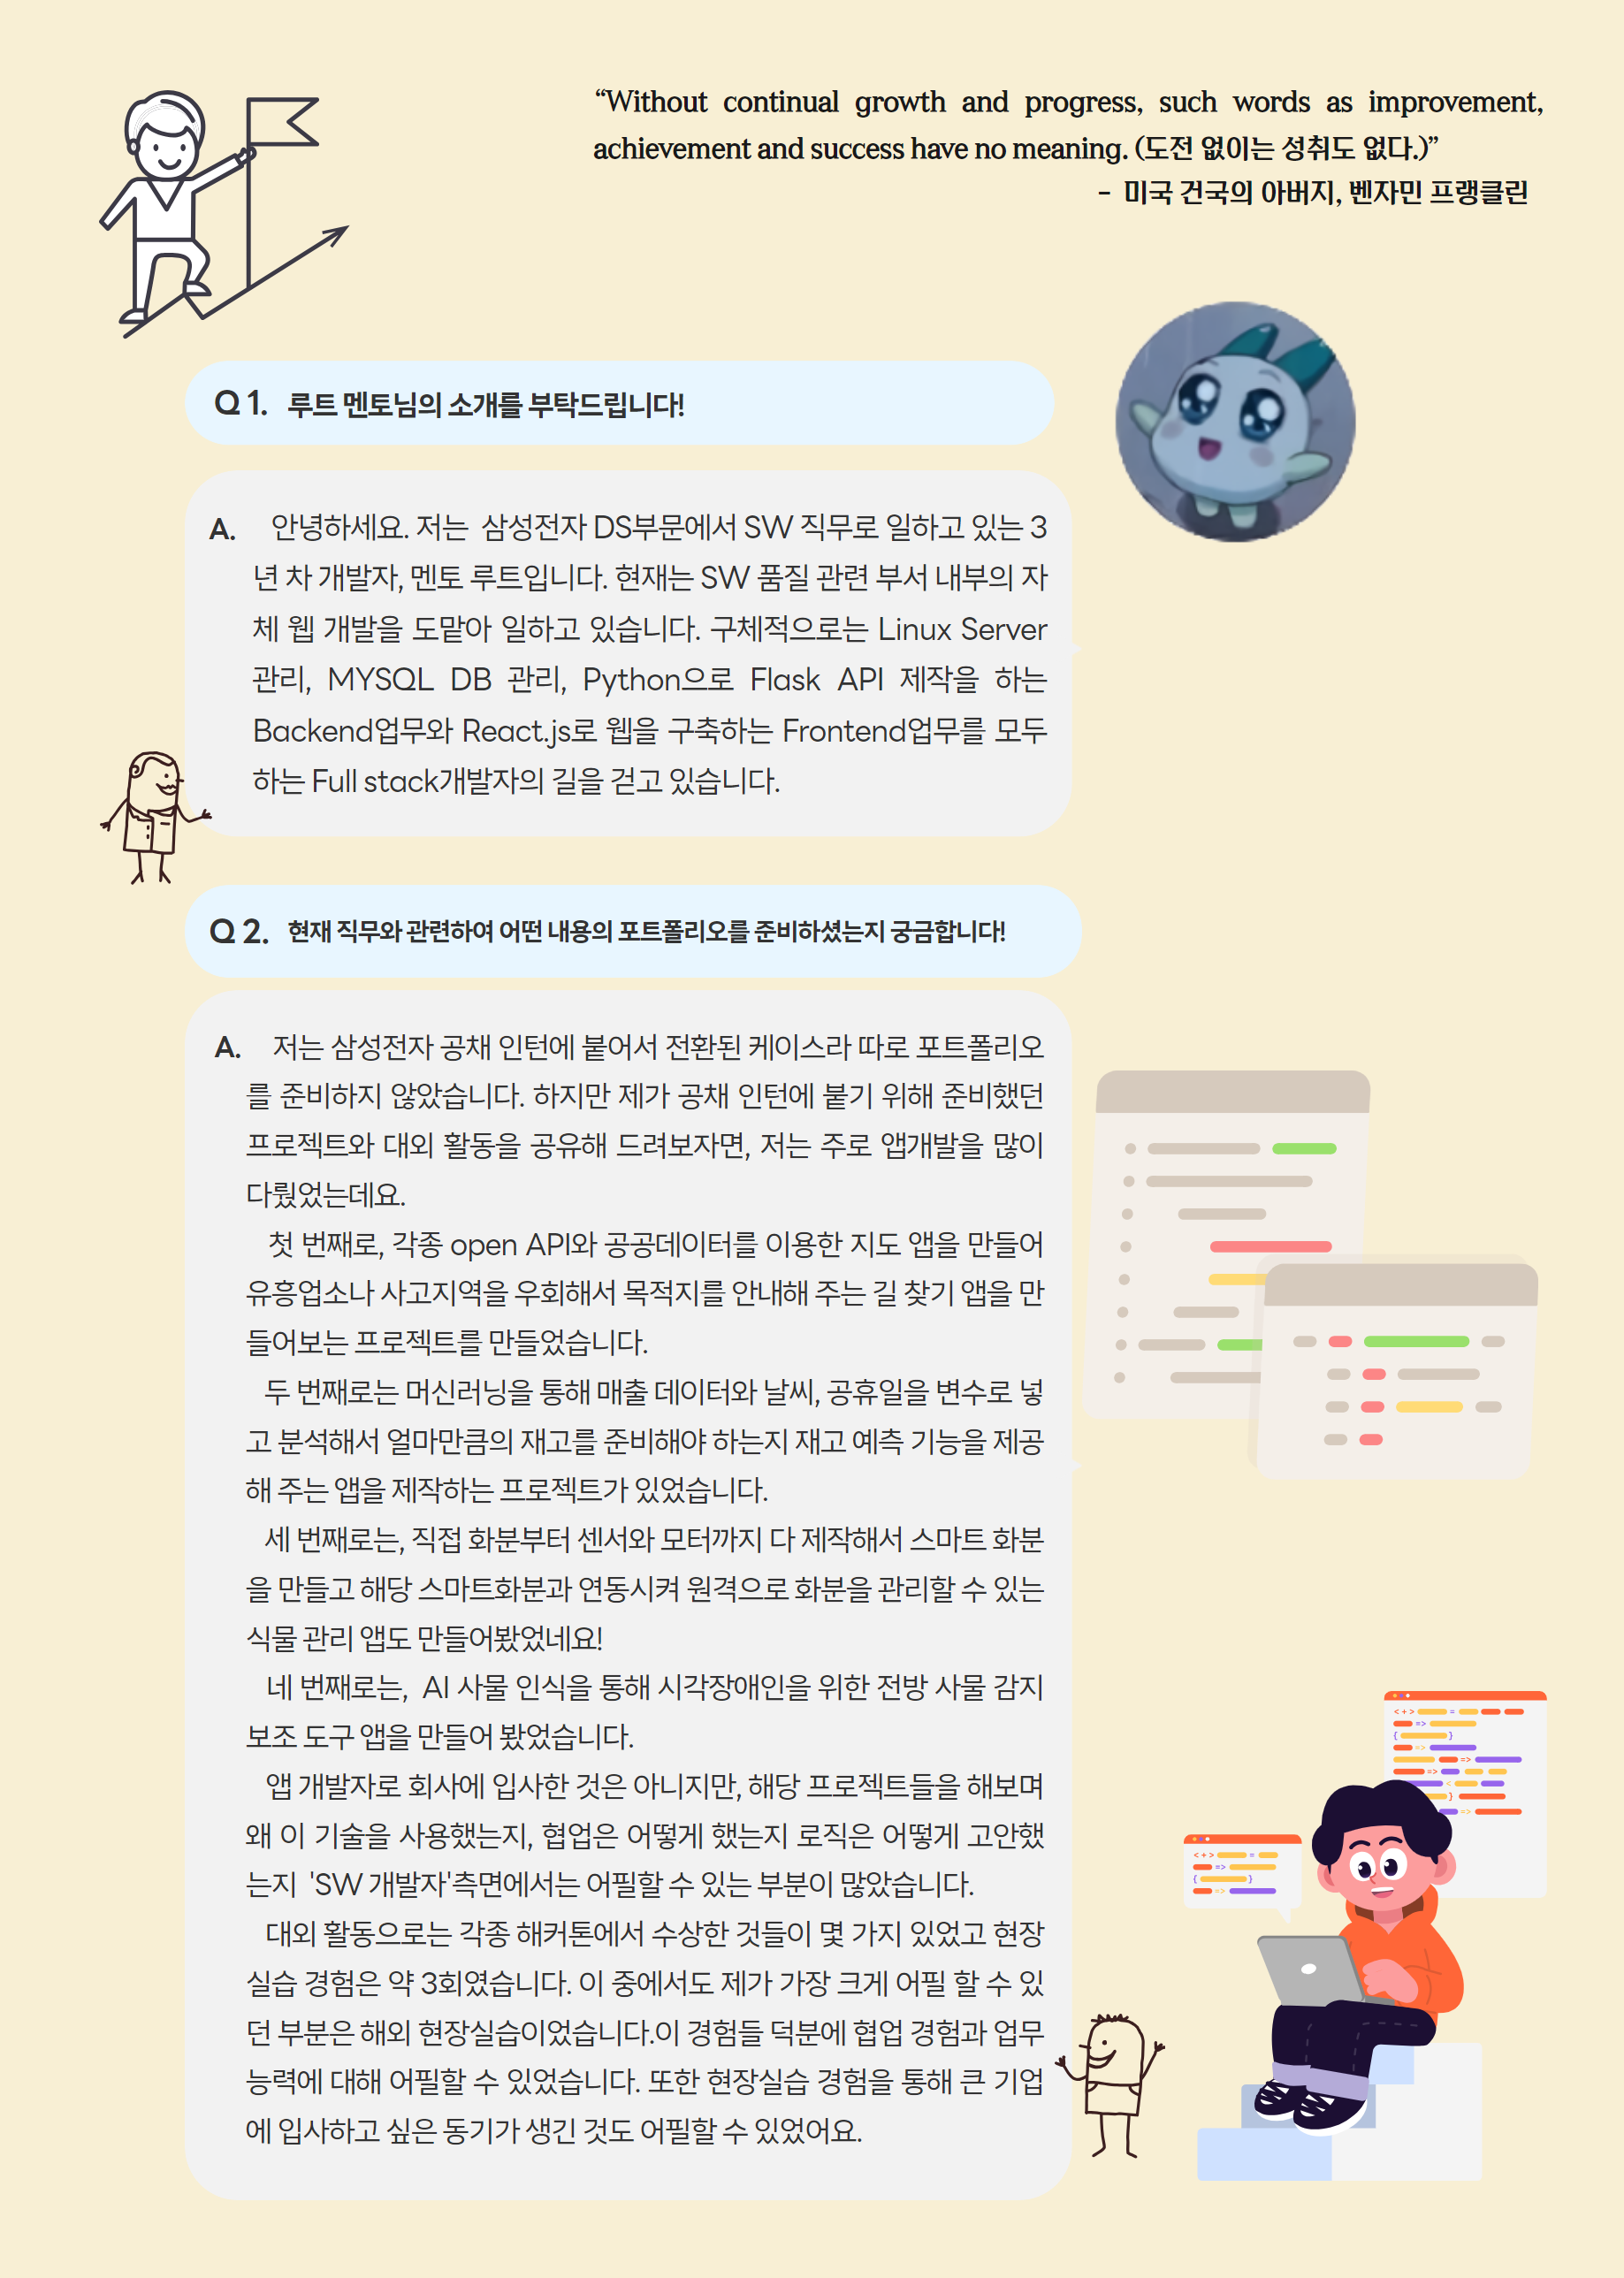 “Without continual growth and progress, such words as improvement,
achievement and success have no meaning. (도전 없이는 성취도 없다.)”
- 미국 건국의 아버지, 벤자민 프랭클린
Q 1. 루트 멘토님의 소개를 부탁드립니다!
A. 안녕하세요. 저는 삼성전자 DS부문에서 SW 직무로 일하고 있는 3
년 차 개발자, 멘토 루트입니다. 현재는 SW 품질 관련 부서 내부의 자
체 웹 개발을 도맡아 일하고 있습니다. 구체적으로는 Linux Server
관리, MYSQL DB 관리, Python으로 Flask API 제작을 하는
Backend업무와 React.js로 웹을 구축하는 Frontend업무를 모두
하는 Full stack개발자의 길을 걷고 있습니다.
Q 2. 현재 직무와 관련하여 어떤 내용의 포트폴리오를 준비하셨는지 궁금합니다!
A. 저는 삼성전자 공채 인턴에 붙어서 전환된 케이스라 따로 포트폴리오
를 준비하지 않았습니다. 하지만 제가 공채 인턴에 붙기 위해 준비했던
프로젝트와 대외 활동을 공유해 드려보자면, 저는 주로 앱개발을 많이
다뤘었는데요.
첫 번째로, 각종 open API와 공공데이터를 이용한 지도 앱을 만들어
유흥업소나 사고지역을 우회해서 목적지를 안내해 주는 길 찾기 앱을 만
들어보는 프로젝트를 만들었습니다.
두 번째로는 머신러닝을 통해 매출 데이터와 날씨, 공휴일을 변수로 넣
고 분석해서 얼마만큼의 재고를 준비해야 하는지 재고 예측 기능을 제공
해 주는 앱을 제작하는 프로젝트가 있었습니다.
세 번째로는, 직접 화분부터 센서와 모터까지 다 제작해서 스마트 화분
을 만들고 해당 스마트화분과 연동시켜 원격으로 화분을 관리할 수 있는
식물 관리 앱도 만들어봤었네요!
네 번째로는, AI 사물 인식을 통해 시각장애인을 위한 전방 사물 감지
보조 도구 앱을 만들어 봤었습니다.
앱 개발자로 회사에 입사한 것은 아니지만, 해당 프로젝트들을 해보며
왜 이 기술을 사용했는지, 협업은 어떻게 했는지 로직은 어떻게 고안했
는지 'SW 개발자'측면에서는 어필할 수 있는 부분이 많았습니다.
대외 활동으로는 각종 해커톤에서 수상한 것들이 몇 가지 있었고 현장
실습 경험은 약 3회였습니다. 이 중에서도 제가 가장 크게 어필 할 수 있
던 부분은 해외 현장실습이었습니다.이 경험들 덕분에 협업 경험과 업무
능력에 대해 어필할 수 있었습니다. 또한 현장실습 경험을 통해 큰 기업
에 입사하고 싶은 동기가 생긴 것도 어필할 수 있었어요.